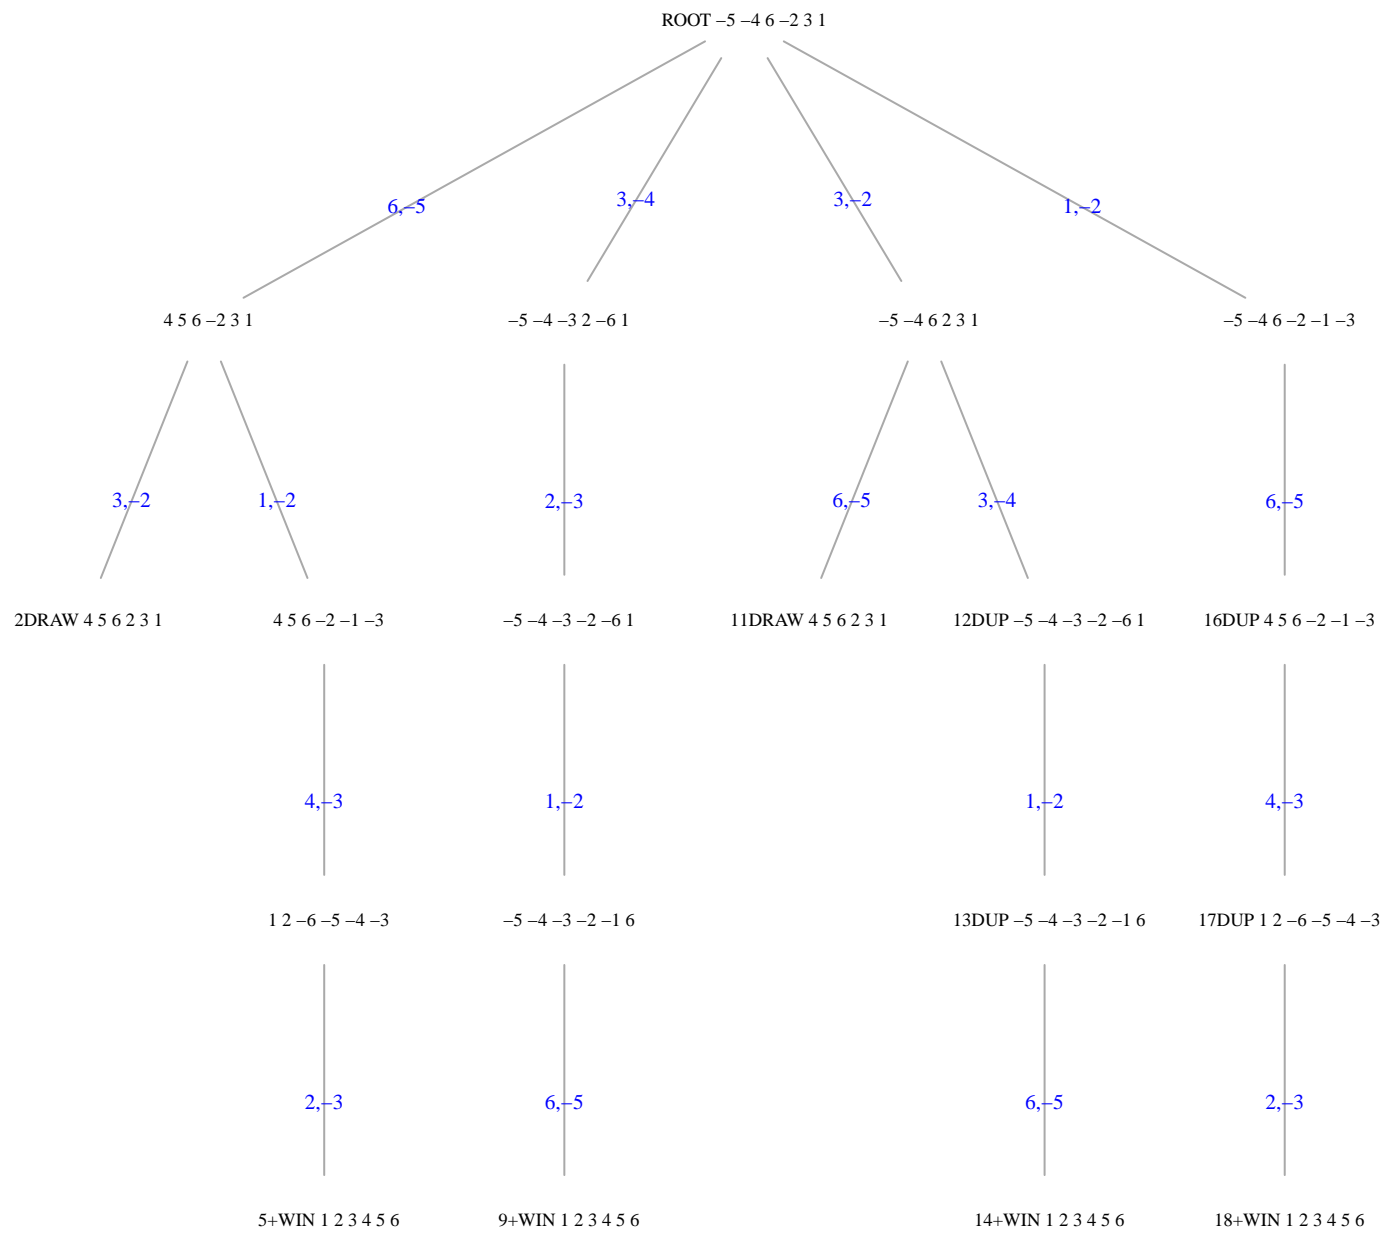 ROOT –5 –4 6 –2 3 1
6,–5
3,–4
3,–2
1,–2
4 5 6 –2 3 1
–5 –4 –3 2 –6 1
–5 –4 6 2 3 1
–5 –4 6 –2 –1 –3
3,–2
1,–2
2,–3
6,–5
3,–4
6,–5
2DRAW 4 5 6 2 3 1
4 5 6 –2 –1 –3
–5 –4 –3 –2 –6 1
11DRAW 4 5 6 2 3 1
12DUP –5 –4 –3 –2 –6 1
16DUP 4 5 6 –2 –1 –3
4,–3
1,–2
1,–2
4,–3
1 2 –6 –5 –4 –3
–5 –4 –3 –2 –1 6
13DUP –5 –4 –3 –2 –1 6
17DUP 1 2 –6 –5 –4 –3
2,–3
6,–5
6,–5
2,–3
5+WIN 1 2 3 4 5 6
9+WIN 1 2 3 4 5 6
14+WIN 1 2 3 4 5 6
18+WIN 1 2 3 4 5 6